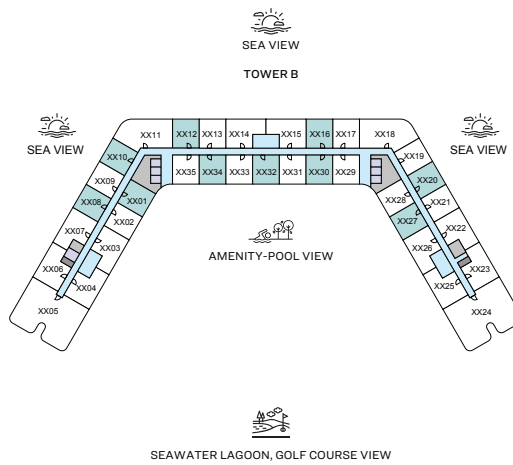 SEA VIEW
TOWER B
SEA VIEW
SEA VIEW
XX11
XX12
XX13
XX14
XX15
XX16
XX17
XX18
XX10
XX35
XX34
XX33
XX32
XX31
XX30
XX29
XX19
XX09
XX01
XX28
XX20
XX08
XX02
XX27
XX21
XX07
XX03
XX26
XX22
XX06
XX04
XX25
XX23
XX05
XX24
AMENITY-POOL VIEW
SEAWATER LAGOON, GOLF COURSE VIEW